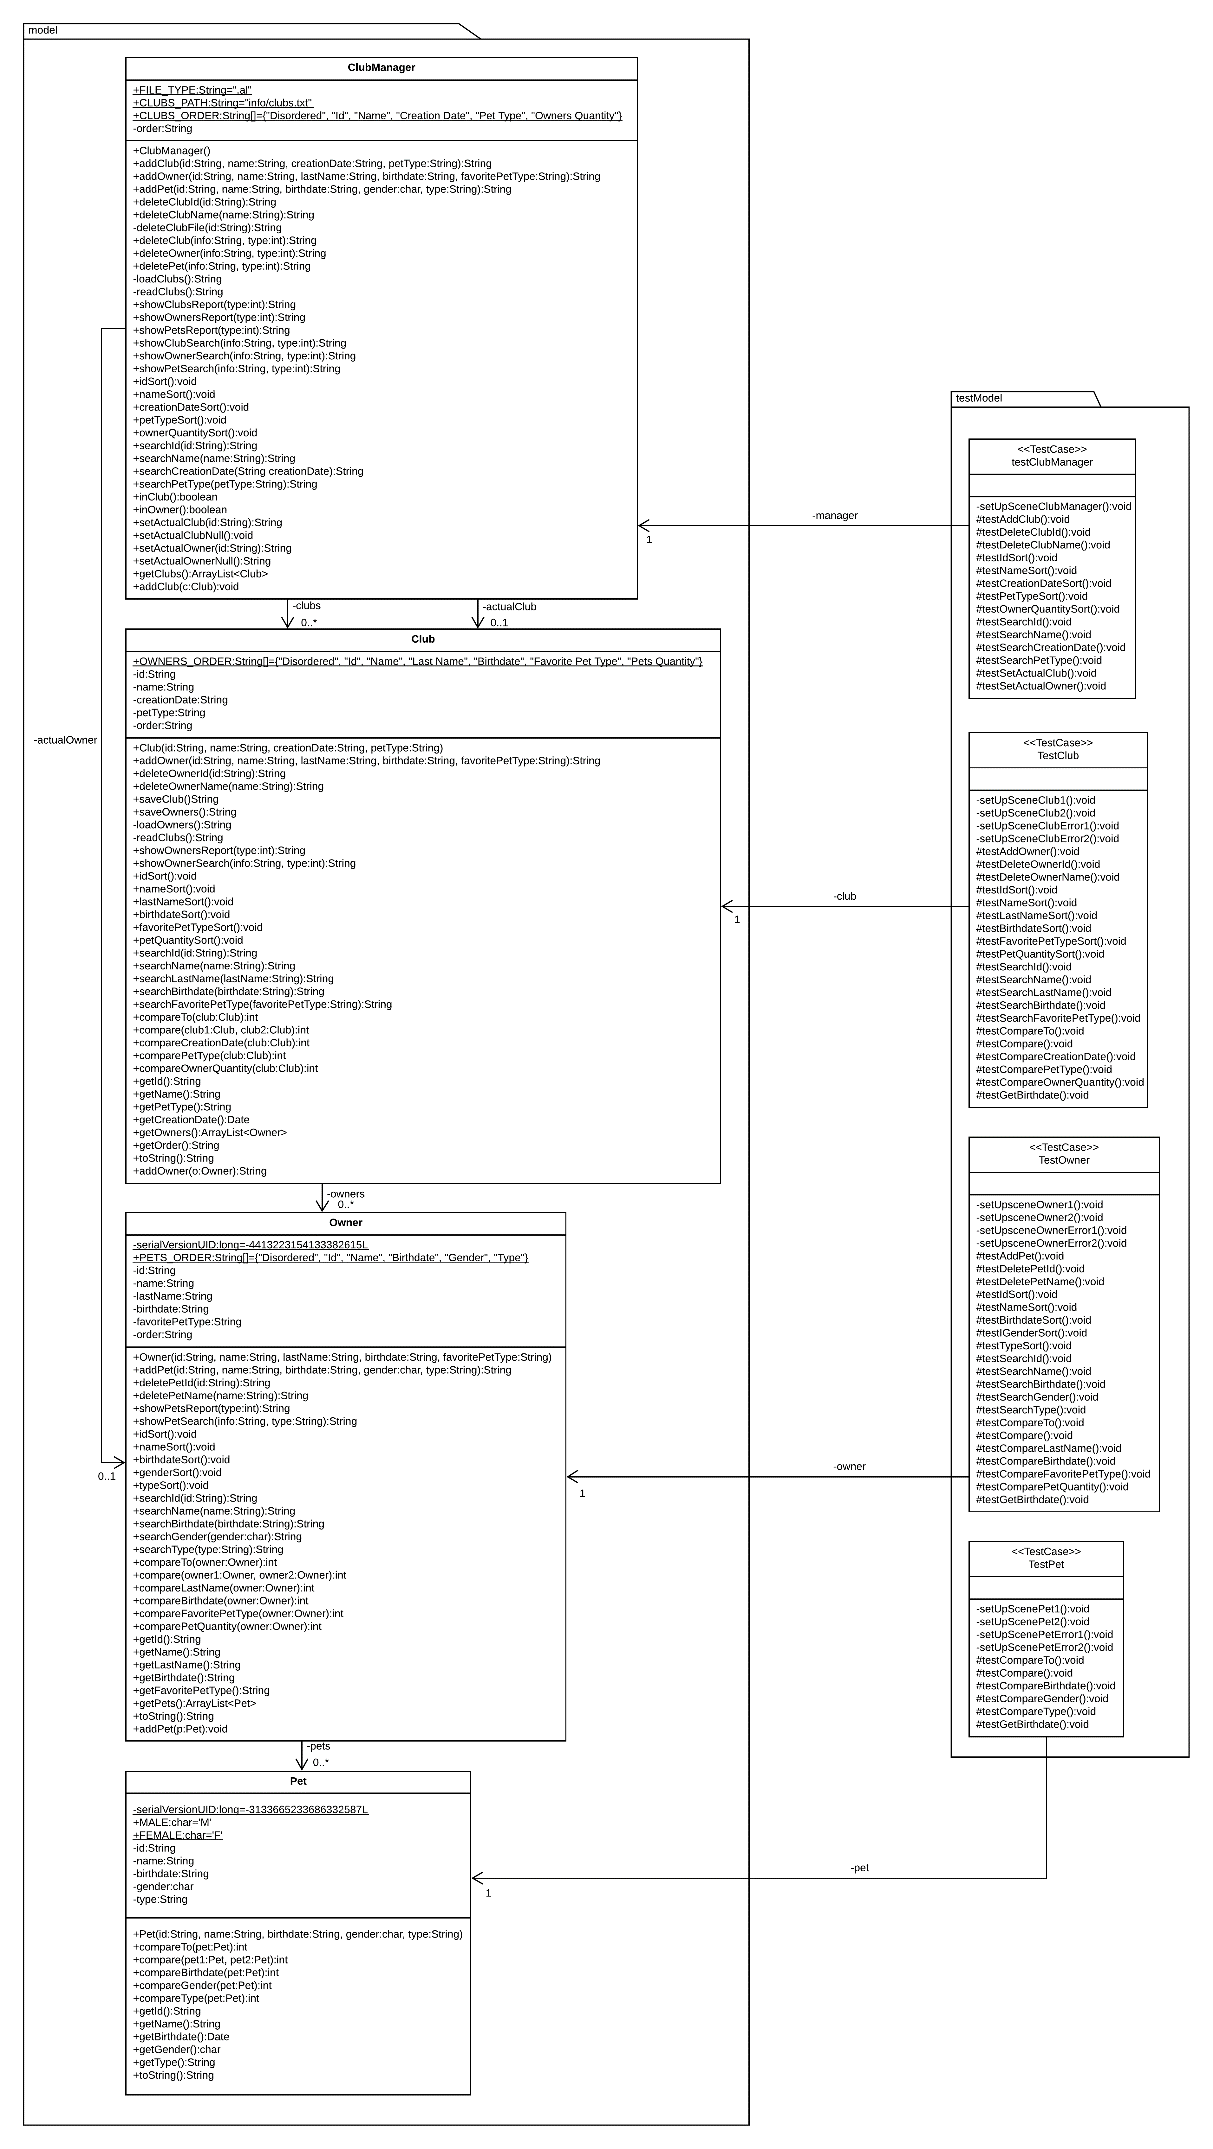 model
ClubManager
+FILE_TYPE:String=".al"
+CLUBS_PATH:String="info/clubs.txt"
+CLUBS_ORDER:String[]={"Disordered", "Id", "Name", "Creation Date", "Pet Type", "Owners Quantity"}
-order:String
+ClubManager()
+addClub(id:String, name:String, creationDate:String, petType:String):String
+addOwner(id:String, name:String, lastName:String, birthdate:String, favoritePetType:String):String
+addPet(id:String, name:String, birthdate:String, gender:char, type:String):String
+deleteClubId(id:String):String
+deleteClubName(name:String):String
-deleteClubFile(id:String):String
+deleteClub(info:String, type:int):String
+deleteOwner(info:String, type:int):String
+deletePet(info:String, type:int):String
-loadClubs():String
-readClubs():String
+showClubsReport(type:int):String
+showOwnersReport(type:int):String
+showPetsReport(type:int):String
+showClubSearch(info:String, type:int):String
+showOwnerSearch(info:String, type:int):String
+showPetSearch(info:String, type:int):String
+idSort():void
+nameSort():void
+creationDateSort():void
+petTypeSort():void
+ownerQuantitySort():void
+searchId(id:String):String
+searchName(name:String):String
+searchCreationDate(String creationDate):String
+searchPetType(petType:String):String
+inClub():boolean
+inOwner():boolean
+setActualClub(id:String):String
+setActualClubNull():void
+setActualOwner(id:String):String
+setActualOwnerNull():String
+getClubs():ArrayList<Club>
+addClub(c:Club):void
-clubs
0..*
-actualClub
0..1
-actualOwner
0..1
Club
+OWNERS_ORDER:String[]={"Disordered", "Id", "Name", "Last Name", "Birthdate", "Favorite Pet Type", "Pets Quantity"}
-id:String
-name:String
-creationDate:String
-petType:String
-order:String
+Club(id:String, name:String, creationDate:String, petType:String)
+addOwner(id:String, name:String, lastName:String, birthdate:String, favoritePetType:String):String
+deleteOwnerId(id:String):String
+deleteOwnerName(name:String):String
+saveClub()String
+saveOwners():String
-loadOwners():String
-readClubs():String
+showOwnersReport(type:int):String
+showOwnerSearch(info:String, type:int):String
+idSort():void
+nameSort():void
+lastNameSort():void
+birthdateSort():void
+favoritePetTypeSort():void
+petQuantitySort():void
+searchId(id:String):String
+searchName(name:String):String
+searchLastName(lastName:String):String
+searchBirthdate(birthdate:String):String
+searchFavoritePetType(favoritePetType:String):String
+compareTo(club:Club):int
+compare(club1:Club, club2:Club):int
+compareCreationDate(club:Club):int
+comparePetType(club:Club):int
+compareOwnerQuantity(club:Club):int
+getId():String
+getName():String
+getPetType():String
+getCreationDate():Date
+getOwners():ArrayList<Owner>
+getOrder():String
+toString():String
+addOwner(o:Owner):String
-owners
0..*
Owner
-serialVersionUID:long=-4413223154133382615L
+PETS_ORDER:String[]={"Disordered", "Id", "Name", "Birthdate", "Gender", "Type"}
-id:String
-name:String
-lastName:String
-birthdate:String
-favoritePetType:String
-order:String
+Owner(id:String, name:String, lastName:String, birthdate:String, favoritePetType:String)
+addPet(id:String, name:String, birthdate:String, gender:char, type:String):String
+deletePetId(id:String):String
+deletePetName(name:String):String
+showPetsReport(type:int):String
+showPetSearch(info:String, type:String):String
+idSort():void
+nameSort():void
+birthdateSort():void
+genderSort():void
+typeSort():void
+searchId(id:String):String
+searchName(name:String):String
+searchBirthdate(birthdate:String):String
+searchGender(gender:char):String
+searchType(type:String):String
+compareTo(owner:Owner):int
+compare(owner1:Owner, owner2:Owner):int
+compareLastName(owner:Owner):int
+compareBirthdate(owner:Owner):int
+compareFavoritePetType(owner:Owner):int
+comparePetQuantity(owner:Owner):int
+getId():String
+getName():String
+getLastName():String
+getBirthdate():String
+getFavoritePetType():String
+getPets():ArrayList<Pet>
+toString():String
+addPet(p:Pet):void
-pets
0..*
Pet
-serialVersionUID:long=-3133665233686332587L
+MALE:char='M'
+FEMALE:char='F'
-id:String
-name:String
-birthdate:String
-gender:char
-type:String
+Pet(id:String, name:String, birthdate:String, gender:char, type:String)
+compareTo(pet:Pet):int
+compare(pet1:Pet, pet2:Pet):int
+compareBirthdate(pet:Pet):int
+compareGender(pet:Pet):int
+compareType(pet:Pet):int
+getId():String
+getName():String
+getBirthdate():Date
+getGender():char
+getType():String
+toString():String
-manager
1
-club
1
-owner
1
-pet
1
testModel
<<TestCase>>
testClubManager
-setUpSceneClubManager():void
#testAddClub():void
#testDeleteClubId():void
#testDeleteClubName():void
#testIdSort():void
#testNameSort():void
#testCreationDateSort():void
#testPetTypeSort():void
#testOwnerQuantitySort():void
#testSearchId():void
#testSearchName():void
#testSearchCreationDate():void
#testSearchPetType():void
#testSetActualClub():void
#testSetActualOwner():void
<<TestCase>>
TestClub
-setUpSceneClub1():void
-setUpSceneClub2():void
-setUpSceneClubError1():void
-setUpSceneClubError2():void
#testAddOwner():void
#testDeleteOwnerId():void
#testDeleteOwnerName():void
#testIdSort():void
#testNameSort():void
#testLastNameSort():void
#testBirthdateSort():void
#testFavoritePetTypeSort():void
#testPetQuantitySort():void
#testSearchId():void
#testSearchName():void
#testSearchLastName():void
#testSearchBirthdate():void
#testSearchFavoritePetType():void
#testCompareTo():void
#testCompare():void
#testCompareCreationDate():void
#testComparePetType():void
#testCompareOwnerQuantity():void
#testGetBirthdate():void
<<TestCase>>
TestOwner
-setUpsceneOwner1():void
-setUpsceneOwner2():void
-setUpsceneOwnerError1():void
-setUpsceneOwnerError2():void
#testAddPet():void
#testDeletePetId():void
#testDeletePetName():void
#testIdSort():void
#testNameSort():void
#testBirthdateSort():void
#testIGenderSort():void
#testTypeSort():void
#testSearchId():void
#testSearchName():void
#testSearchBirthdate():void
#testSearchGender():void
#testSearchType():void
#testCompareTo():void
#testCompare():void
#testCompareLastName():void
#testCompareBirthdate():void
#testCompareFavoritePetType():void
#testComparePetQuantity():void
#testGetBirthdate():void
<<TestCase>>
TestPet
-setUpScenePet1():void
-setUpScenePet2():void
-setUpScenePetError1():void
-setUpScenePetError2():void
#testCompareTo():void
#testCompare():void
#testCompareBirthdate():void
#testCompareGender():void
#testCompareType():void
#testGetBirthdate():void